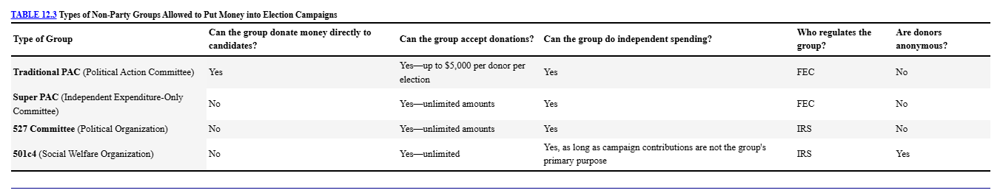 TABLE 12.3 Types of Non-Party Groups Allowed to Put Money into Election Campaigns
Type of Group
Can the group donate money directly to
candidates?
Can the group accept donations?
Can the group do independent spending?
Who regulates the
group?
Are donors
anonymous?
Traditional PAC (Political Action Committee)
Yes
Yes—up to $5,000 per donor per
election
Yes
FEC
No
Super PAC (Independent Expenditure-Only
Committee)
No
Yes—unlimited amounts
Yes
FEC
No
527 Committee (Political Organization)
No
Yes—unlimited amounts
Yes
IRS
No
501c4 (Social Welfare Organization)
No
Yes—unlimited
Yes, as long as campaign contributions are not the group's
primary purpose
IRS
Yes